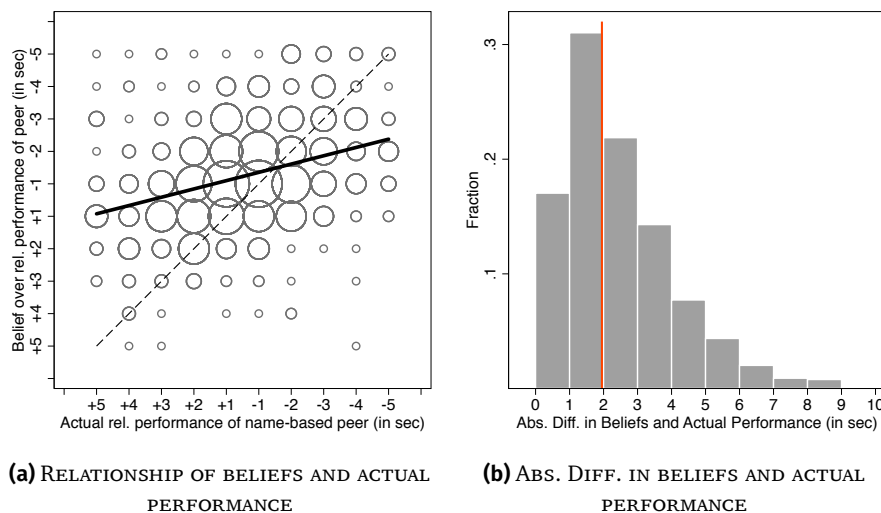 Belief over rel. performance of peer (in sec)
-5
-4
-3
-2
-1
+1
+2
+3
+4
+5
+5 +4 +3 +2 +1 -1 -2 -3 -4 -5
Actual rel. performance of name-based peer (in sec)
(a) Relationship of beliefs and actual
performance
Fraction
.3
.2
.1
0 1 2 3 4 5 6 7 8 9 10
Abs. Diff. in Beliefs and Actual Performance (in sec)
(b) Abs. Diff. in beliefs and actual
performance